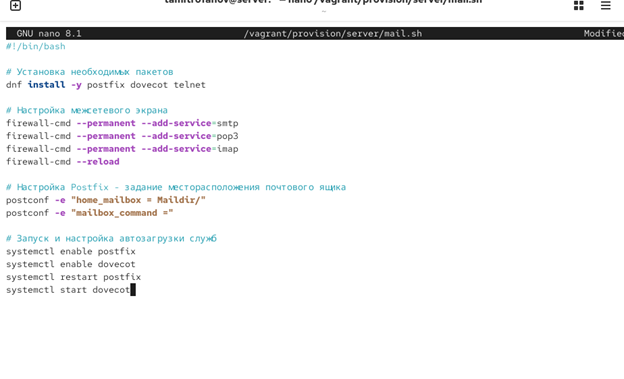 tamitrofanov@server:~ — nano /vagrant/provision/server/mail.sh
GNU nano 8.1 /vagrant/provision/server/mail.sh Modified
#!/bin/bash
# Установка необходимых пакетов
dnf install -y postfix dovecot telnet
# Настройка межсетевого экрана
firewall-cmd --permanent --add-service=smtp
firewall-cmd --permanent --add-service=pop3
firewall-cmd --permanent --add-service=imap
firewall-cmd --reload
# Настройка Postfix - задание месторасположения почтового ящика
postconf -e "home_mailbox = Maildir/"
postconf -e "mailbox_command ="
# Запуск и настройка автозагрузки служб
systemctl enable postfix
systemctl enable dovecot
systemctl restart postfix
systemctl start dovecot